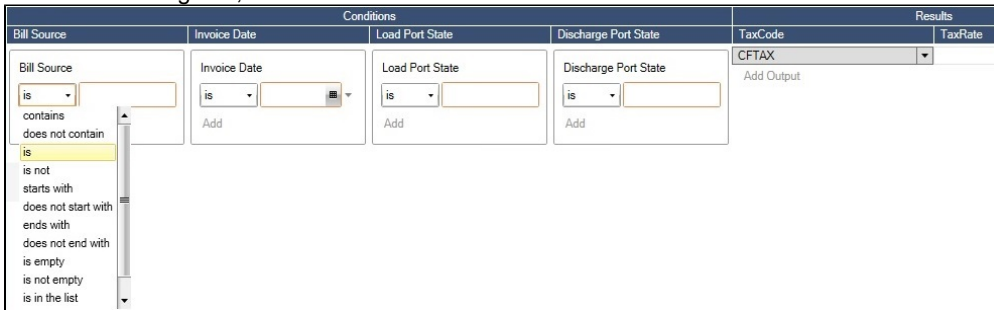 Conditions Results
Bill Source Invoice Date Load Port State Discharge Port State TaxCode TaxRate
CFTAX
Add Output
Bill Source
is
Invoice Date
is
Add
Load Port State
is
Add
Discharge Port State
is
Add
contains
does not contain
is
is not
starts with
does not start with
ends with
does not end with
is empty
is not empty
is in the list